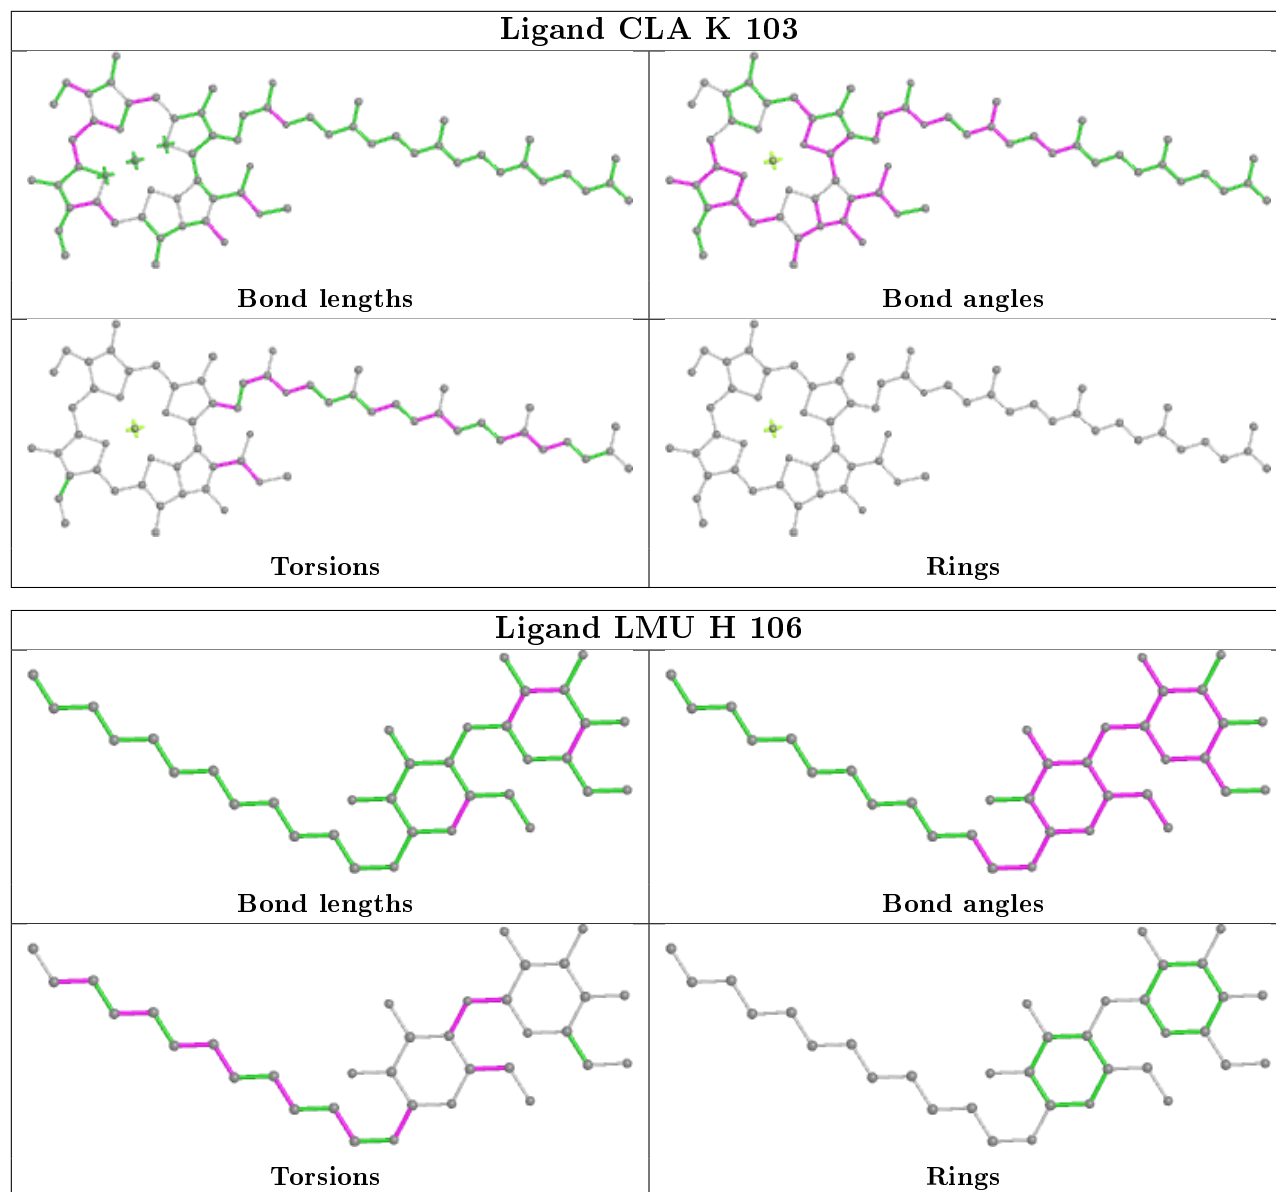 Ligand CLA K 103
Bond lengths
Bond angles
Torsions
Rings
Ligand LMU H 106
Bond lengths
Bond angles
Torsions
Rings